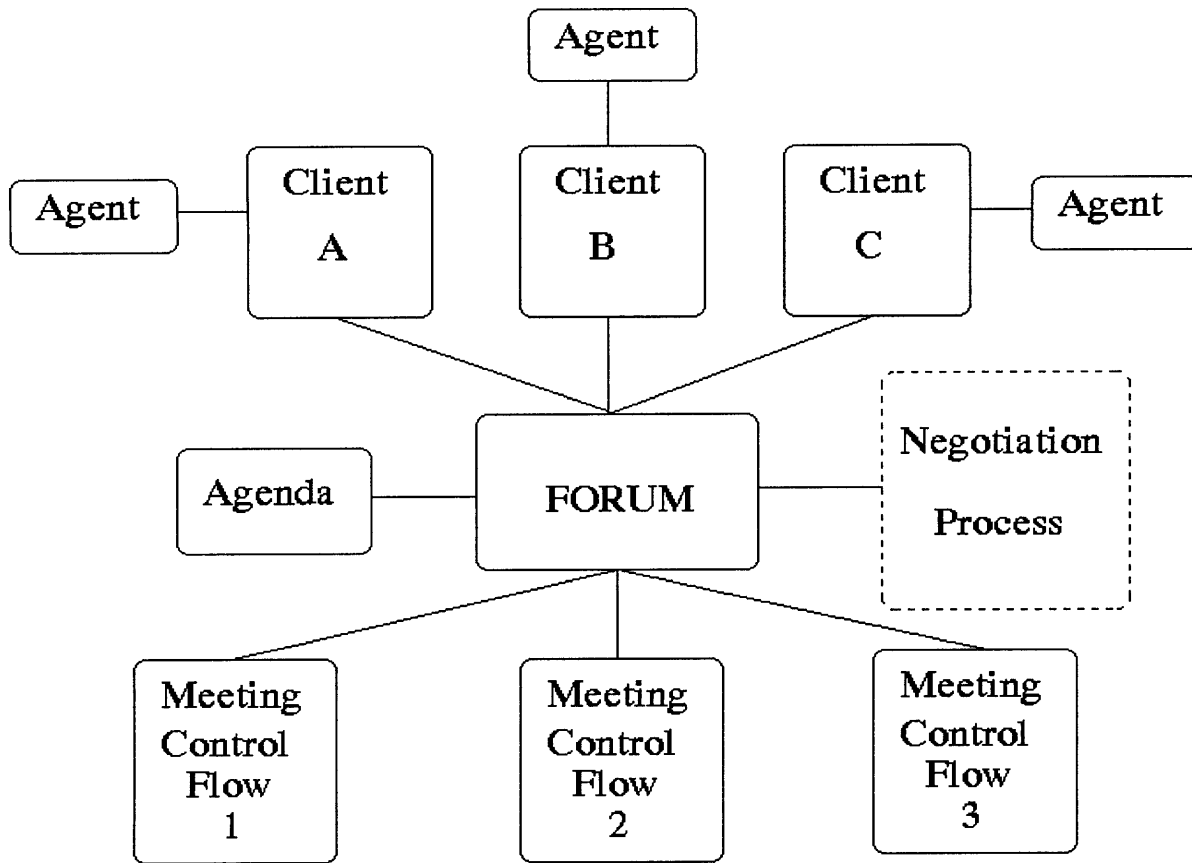 Agent
Agent
Client
A
Client
B
Client
C
Agent
Agenda
FORUM
Negotiation
Process
Meeting
Control
Flow
1
Meeting
Control
Flow
2
Meeting
Control
Flow
3